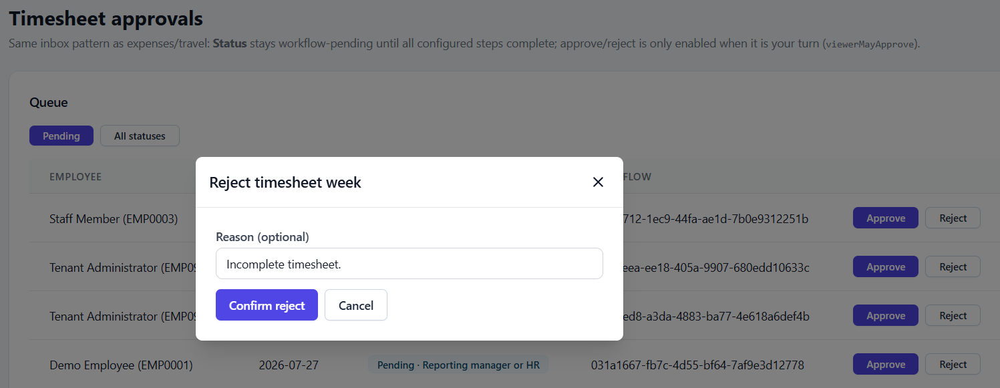 Timesheet approvals
Same inbox pattern as expenses/travel: Status stays workflow-pending until all configured steps complete; approve/reject is only enabled when it is your turn (viewerMayApprove).
Queue
Pending All statuses
Reject timesheet week
EMPLOYEE FLOW
Staff Member (EMP0003) 712-1ec9-44fa-ae1d-7b0e9312251b Approve Reject
Reason (optional)
Incomplete timesheet.
Tenant Administrator (EMP09 eea-ee18-405a-9907-680edd10633c Approve Reject
Confirm reject Cancel
Tenant Administrator (EMP09 ed8-a3da-4883-ba77-4e618a6def4b Approve Reject
Demo Employee (EMP0001) 2026-07-27 Pending · Reporting manager or HR 031a1667-fb7c-4d55-bf64-7af9e3d12778 Approve Reject